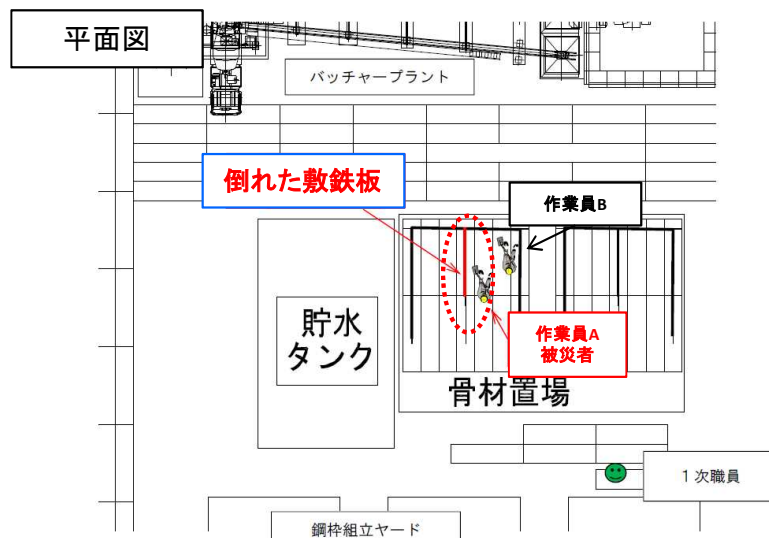 平面図
バッチャープラント
倒れた敷鉄板
作業員B
貯水
タンク
作業員A
被災者
骨材置場
1次職員
鋼枠組立ヤード